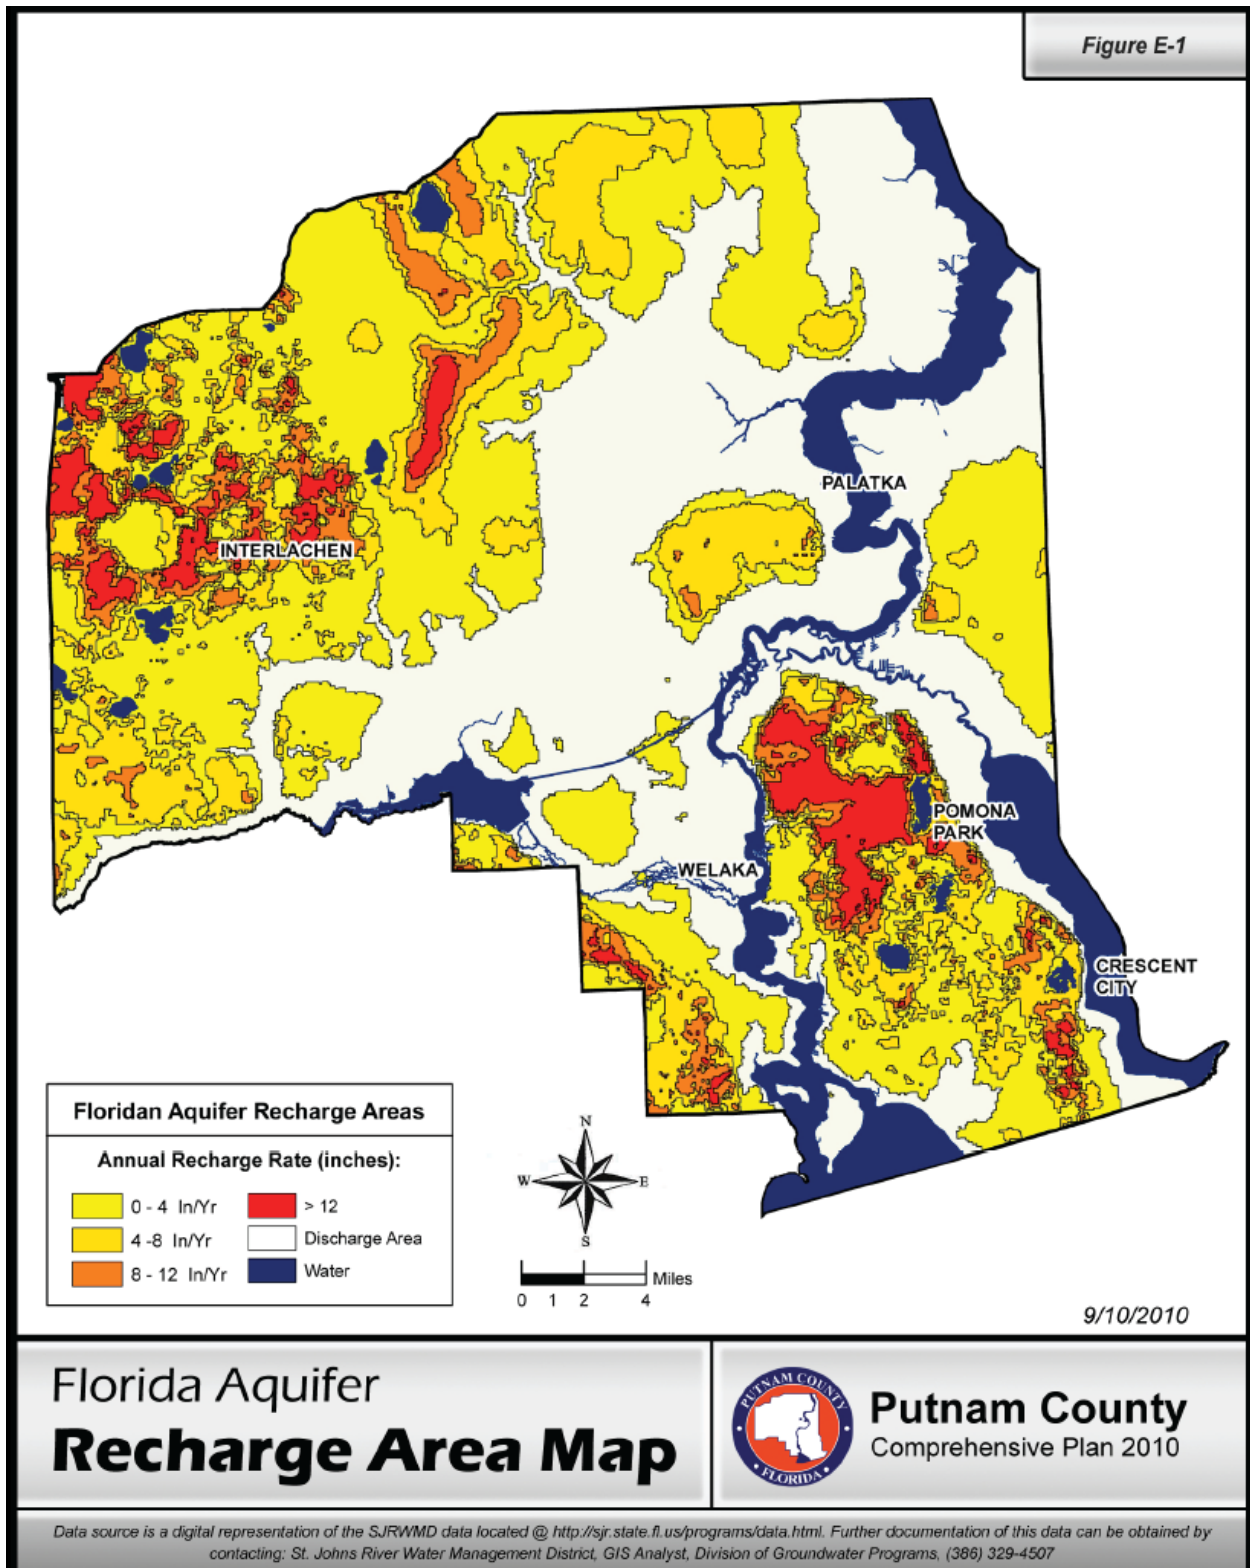 Figure E-1
PALATKA
INTERLACHEN
POMONA
PARK
WELAKA
CRESCENT
CITY
Floridan Aquifer Recharge Areas
Annual Recharge Rate (inches):
0 - 4 In/Yr
> 12
4 -8 In/Yr
Discharge Area
8 - 12 In/Yr
Water
N
W
E
S
Miles
0 1 2 4
9/10/2010
Florida Aquifer
Recharge Area Map
PUTNAM COUNTY
• FLORIDA •
Putnam County
Comprehensive Plan 2010
Data source is a digital representation of the SJRWMD data located @ http://sjr.state.fl.us/programs/data.html. Further documentation of this data can be obtained by
contacting: St. Johns River Water Management District, GIS Analyst, Division of Groundwater Programs, (386) 329-4507